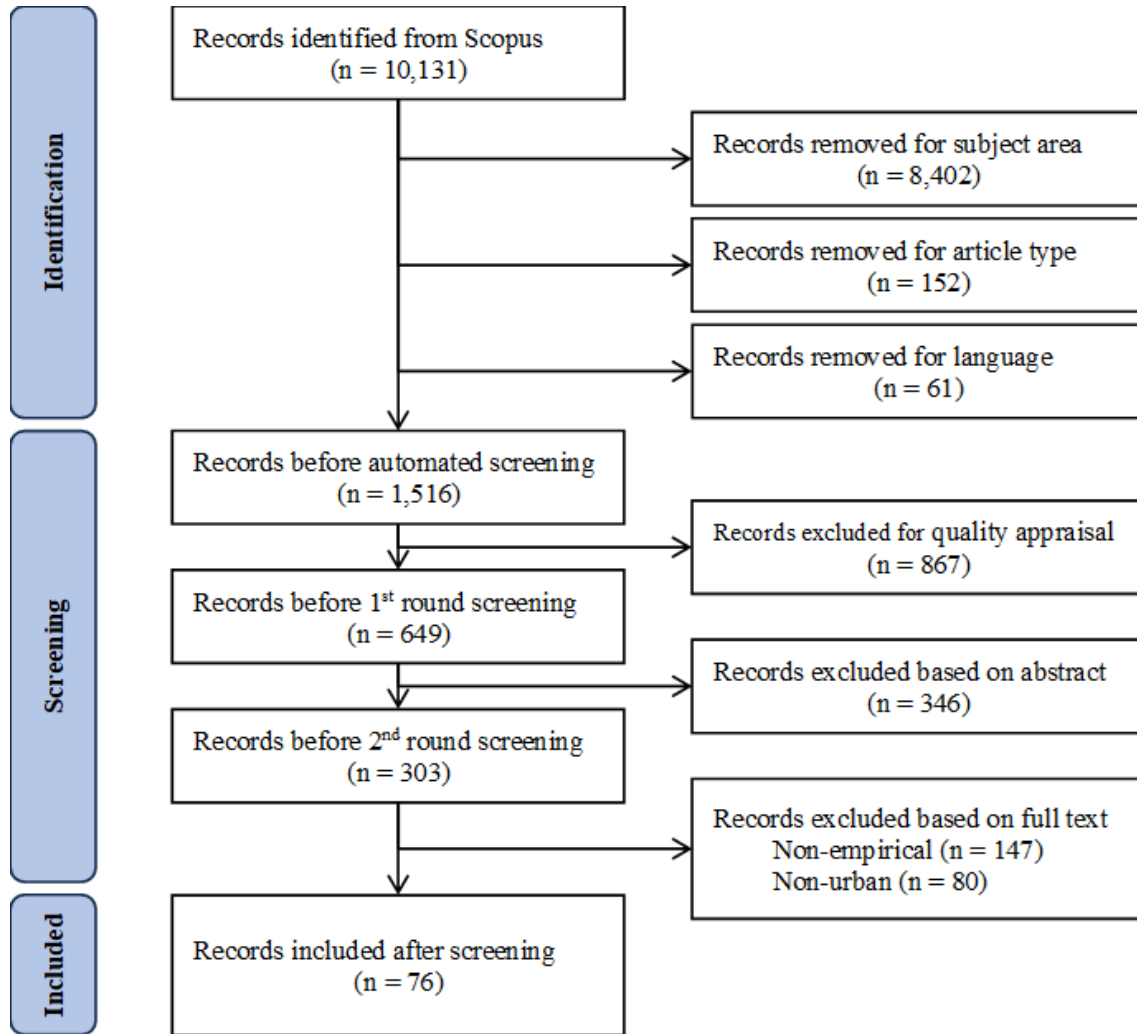 Identification
Records identified from Scopus
(n = 10,131)
Records removed for subject area
(n = 8,402)
Records removed for article type
(n = 152)
Records removed for language
(n = 61)
Screening
Records before automated screening
(n = 1,516)
Records excluded for quality appraisal
(n = 867)
Records before 1st round screening
(n = 649)
Records excluded based on abstract
(n = 346)
Records before 2nd round screening
(n = 303)
Records excluded based on full text
Non-empirical (n = 147)
Non-urban (n = 80)
Included
Records included after screening
(n = 76)